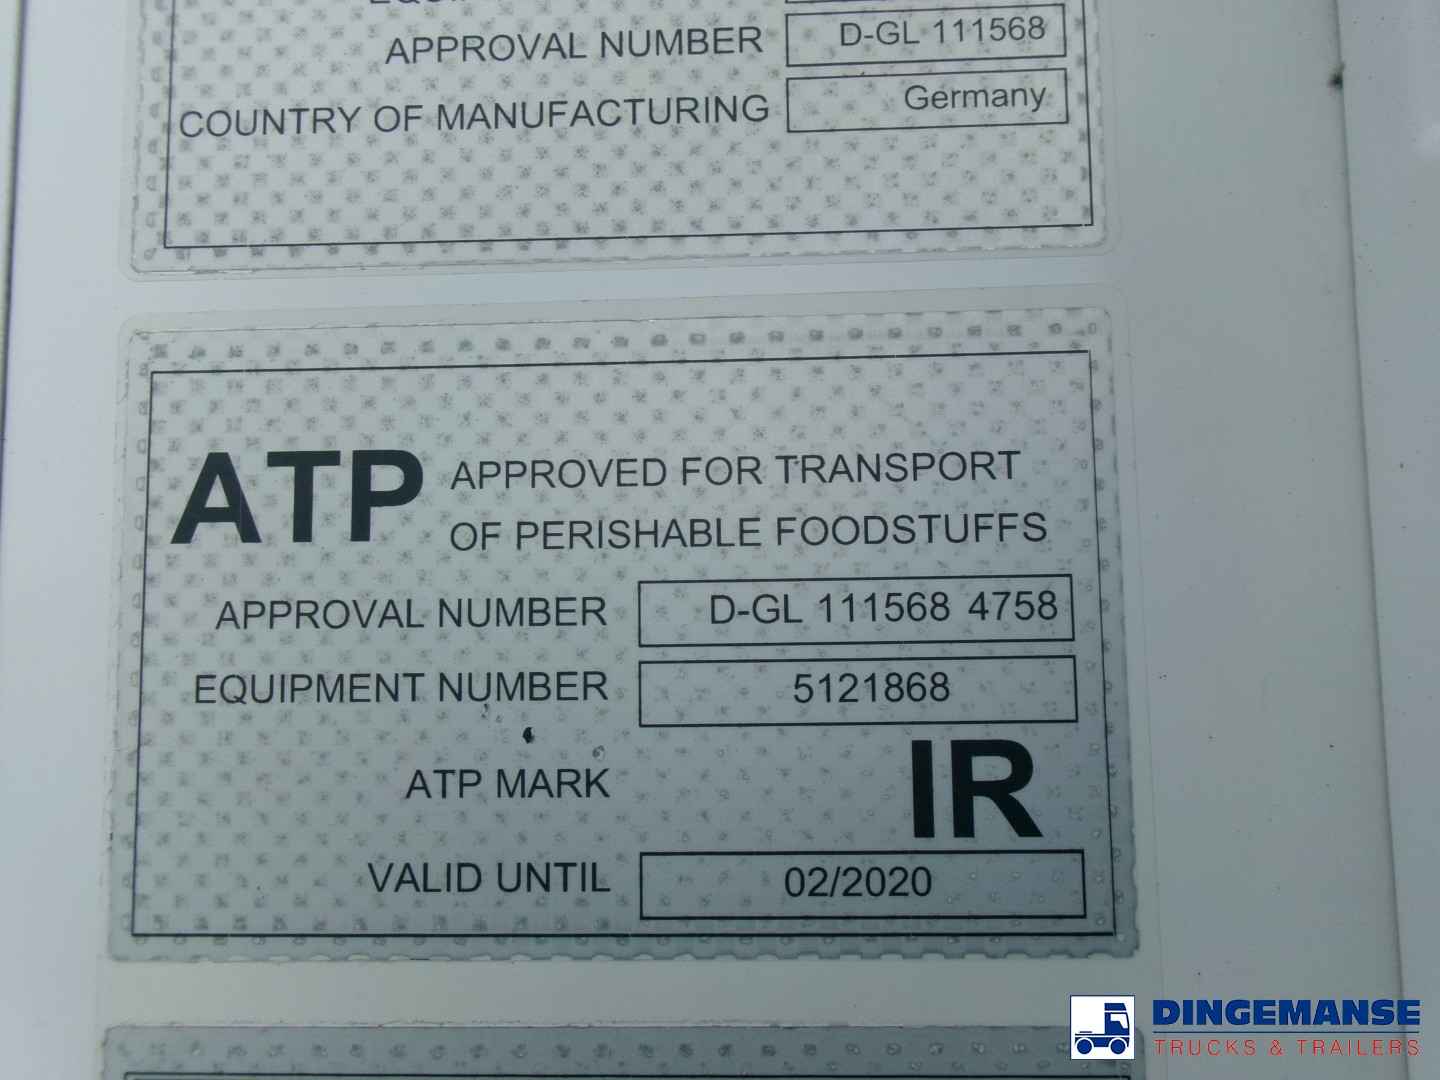 APPROVAL NUMBER D-GL 111568
COUNTRY OF MANUFACTURING Germany
ATP APPROVED FOR TRANSPORT
OF PERISHABLE FOODSTUFFS
APPROVAL NUMBER D-GL 111568 4758
EQUIPMENT NUMBER 5121868
ATP MARK IR
VALID UNTIL 02/2020
DINGEMANSE
TRUCKS & TRAILERS